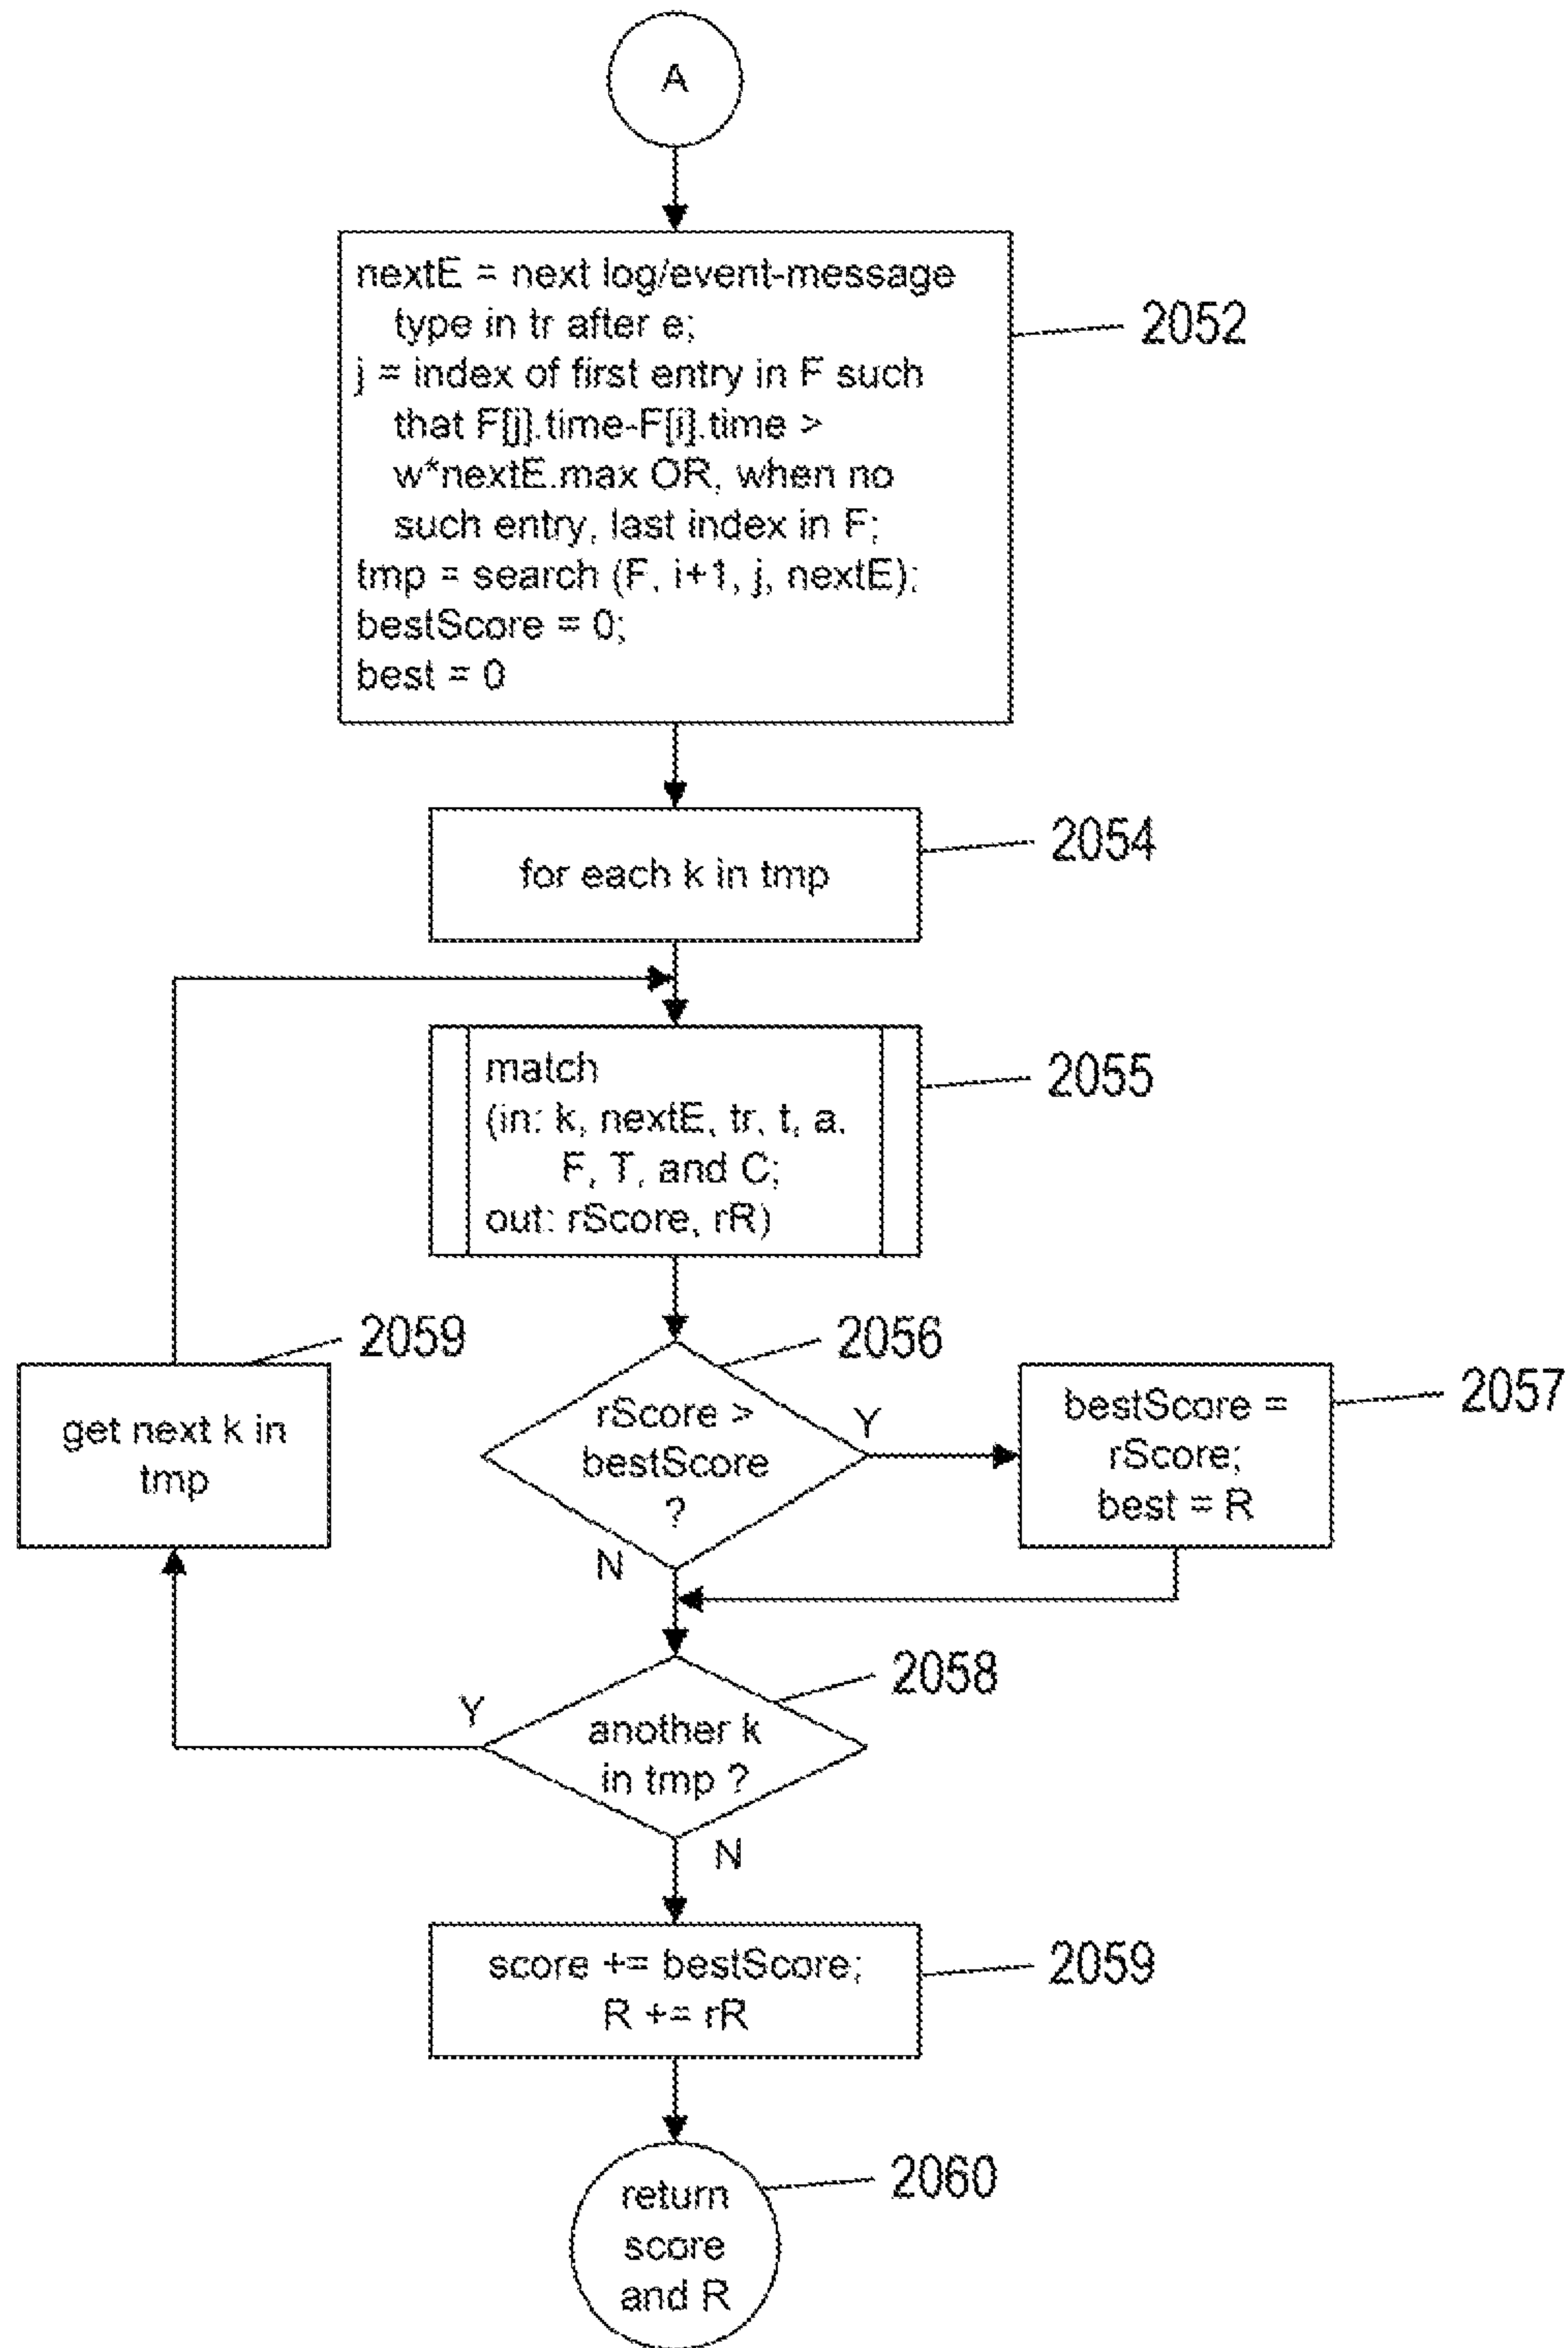 A
nextE = next log/event-message
type in tr after e;
2052
j = index of first entry in F such
that F[j].time-F[i].time >
w*nextE.max OR, when no
such entry, last index in F;
tmp = search (F, i+1, j, nextE);
bestScore = 0;
best = 0
2054
for each k in tmp
match
2055
(in: k, nextE, tr, t, a,
F, T, and C;
out: rScore, rR)
2059
2056
get next k in
tmp
rScore >
bestScore
?
Y
N
bestScore =
rScore;
best = R
2057
2058
Y
another k
in tmp ?
N
score += bestScore;
R += rR
2059
2060
return
score
and R